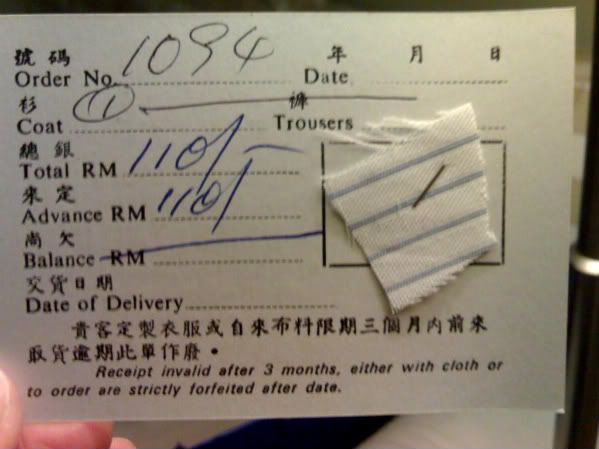 號碼 年 月 日
Order No. 1094 Date
衫 褲
Coat (1) Trousers
總銀
Total RM 110/-
來定
Advance RM 110/
尚欠
Balance RM
交貨日期
Date of Delivery
貴客定製衣服或自來布料限期三個月內前來
取貨逾期此單作廢。
Receipt invalid after 3 months, either with cloth or
to order are strictly forfeited after date.